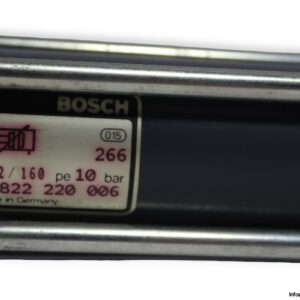 BOSCH
015
266
2/160 pe 10 bar
822 220 006
in Germany